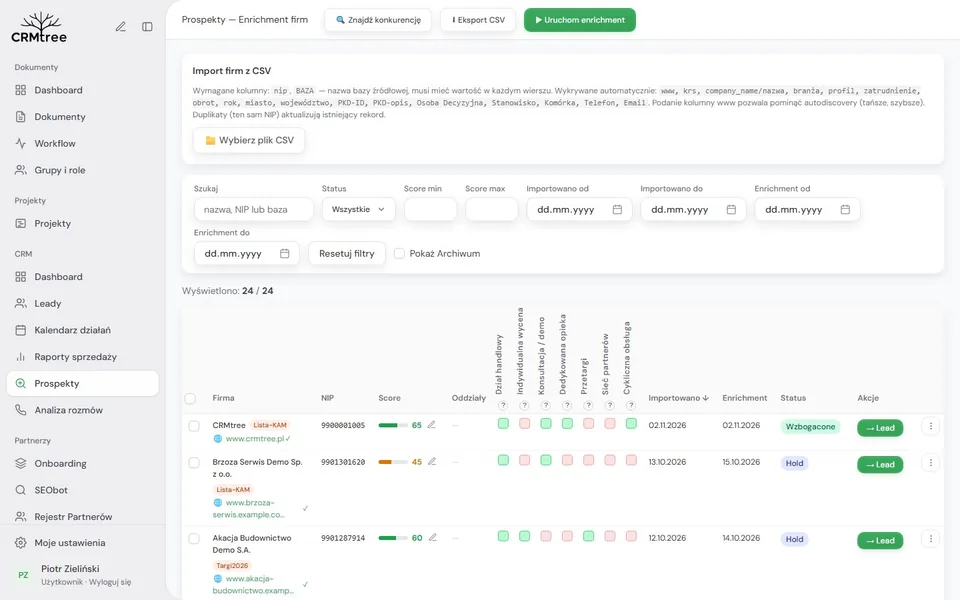 CRMtree
Dokumenty
Dashboard
Dokumenty
Workflow
Grupy i role
Projekty
Projekty
CRM
Dashboard
Leady
Kalendarz działań
Raporty sprzedaży
Prospekty
Analiza rozmów
Partnerzy
Onboarding
SEObot
Rejestr Partnerów
Moje ustawienia
PZ
Piotr Zieliński
Użytkownik · Wyloguj się
Prospekty — Enrichment firm
Znajdź konkurencję
Eksport CSV
Uruchom enrichment
Import firm z CSV
Wymagane kolumny: nip, BAZA — nazwa bazy źródłowej, musi mieć wartość w każdym wierszu. Wykrywane automatycznie: www, krs, company_name/nazwa, branża, profil, zatrudnienie,
obrot, rok, miasto, województwo, PKD-ID, PKD-opis, Osoba Decyzyjna, Stanowisko, Komórka, Telefon, Email. Podanie kolumny www pozwala pominąć autodiscovery (tańsze, szybsze).
Duplikaty (ten sam NIP) aktualizują istniejący rekord.
Wybierz plik CSV
Szukaj Status Score min Score max Importowano od Importowano do Enrichment od
nazwa, NIP lub baza Wszystkie dd.mm.yyyy dd.mm.yyyy dd.mm.yyyy
Enrichment do
dd.mm.yyyy Resetuj filtry Pokaż Archiwum
Wyświetlono: 24 / 24
Firma NIP Score Oddziały Dział handlowy Indywidualna wycena Konsultacja / demo Dedykowana opieka Przetargi Sieć partnerów Cykliczna obsługa Importowano ↓ Enrichment Status Akcje
? ? ? ? ? ? ?
CRMtree Lista-KAM 9900001005 65 — 02.11.2026 02.11.2026 Wzbogacone → Lead
www.crmtree.pl ✓
Brzoza Serwis Demo Sp. 9901301620 45 — 13.10.2026 15.10.2026 Hold → Lead
z o.o.
Lista-KAM
www.brzoza-
serwis.example.co... ✓
Akacja Budownictwo 9901287914 60 — 12.10.2026 14.10.2026 Hold → Lead
Demo S.A.
Targi2026
www.akacja-
budownictwo.examp... ✓